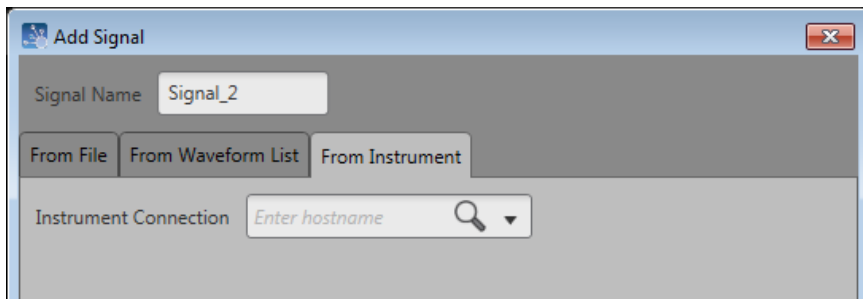 Add Signal
Signal Name Signal_2
From File From Waveform List From Instrument
Instrument Connection Enter hostname